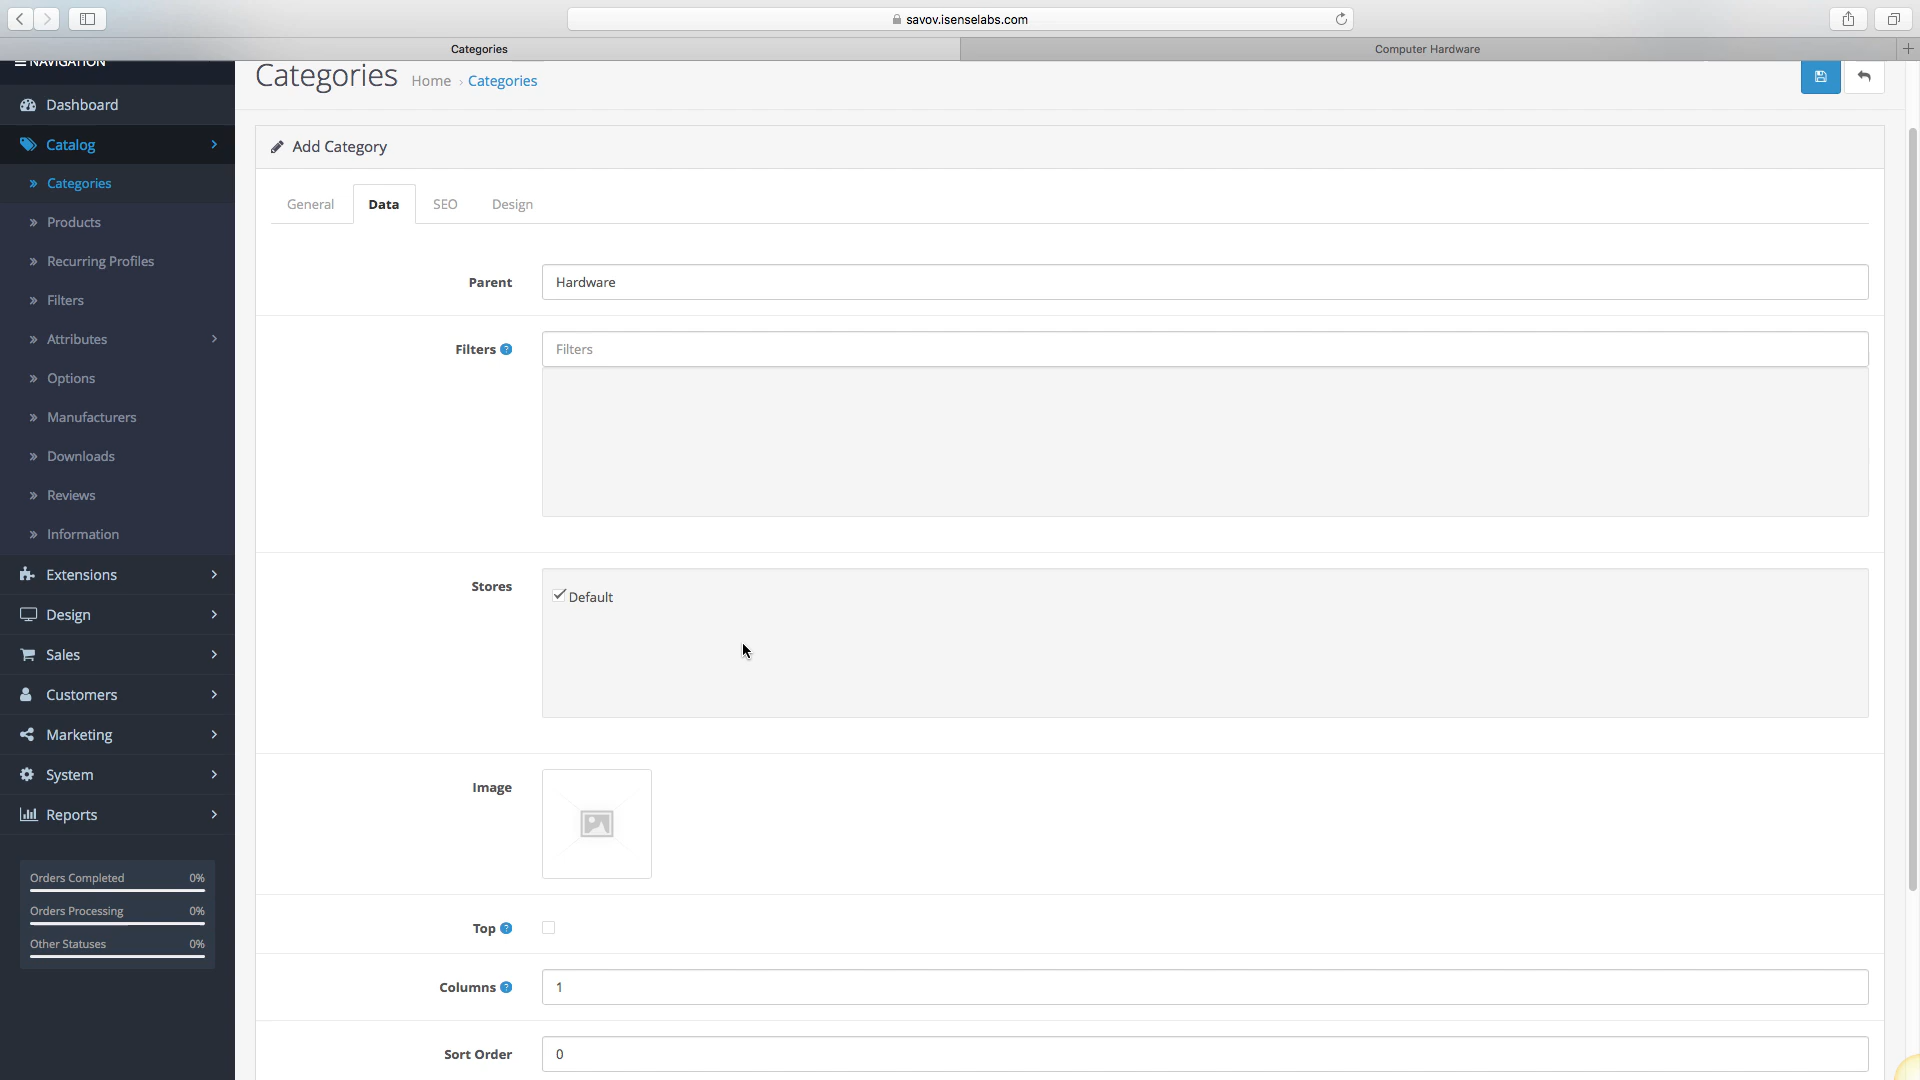 savov.isenselabs.com
Categories
Computer Hardware
NAVIGATION
Categories Home › Categories
Dashboard
Catalog
Categories
Products
Recurring Profiles
Filters
Attributes
Options
Manufacturers
Downloads
Reviews
Information
Extensions
Design
Sales
Customers
Marketing
System
Reports
Orders Completed 0%
Orders Processing 0%
Other Statuses 0%
Add Category
General Data SEO Design
Parent Hardware
Filters ? Filters
Stores Default
Image
Top ?
Columns ? 1
Sort Order 0